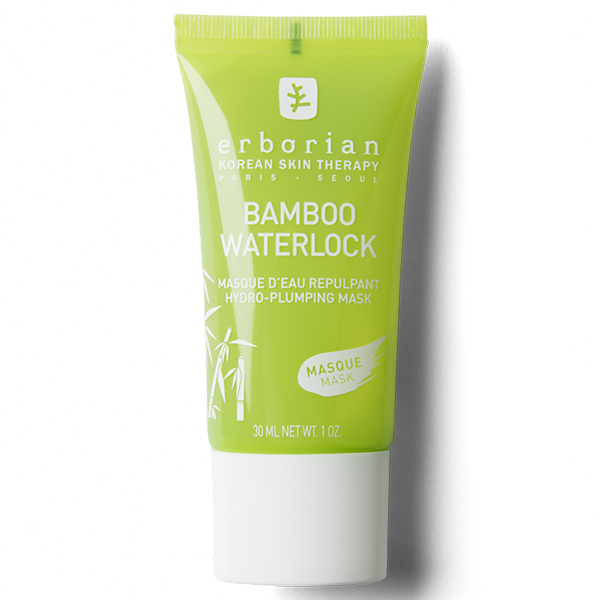 erborian
KOREAN SKIN THERAPY
PARIS · SEOUL
BAMBOO
WATERLOCK
MASQUE D'EAU REPULPANT
HYDRO-PLUMPING MASK
MASQUE
MASK
30 ML NET WT. 1 OZ.